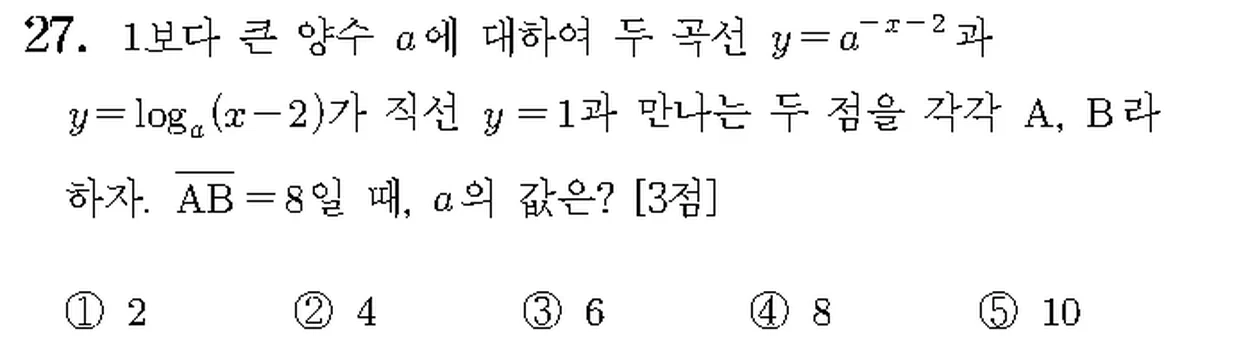 27. 1보다 큰 양수 a에 대하여 두 곡선 y=a^{-x-2}과
y=log_a(x-2)가 직선 y=1과 만나는 두 점을 각각 A, B라
하자. \overline{AB}=8일 때, a의 값은? [3점]
① 2 ② 4 ③ 6 ④ 8 ⑤ 10